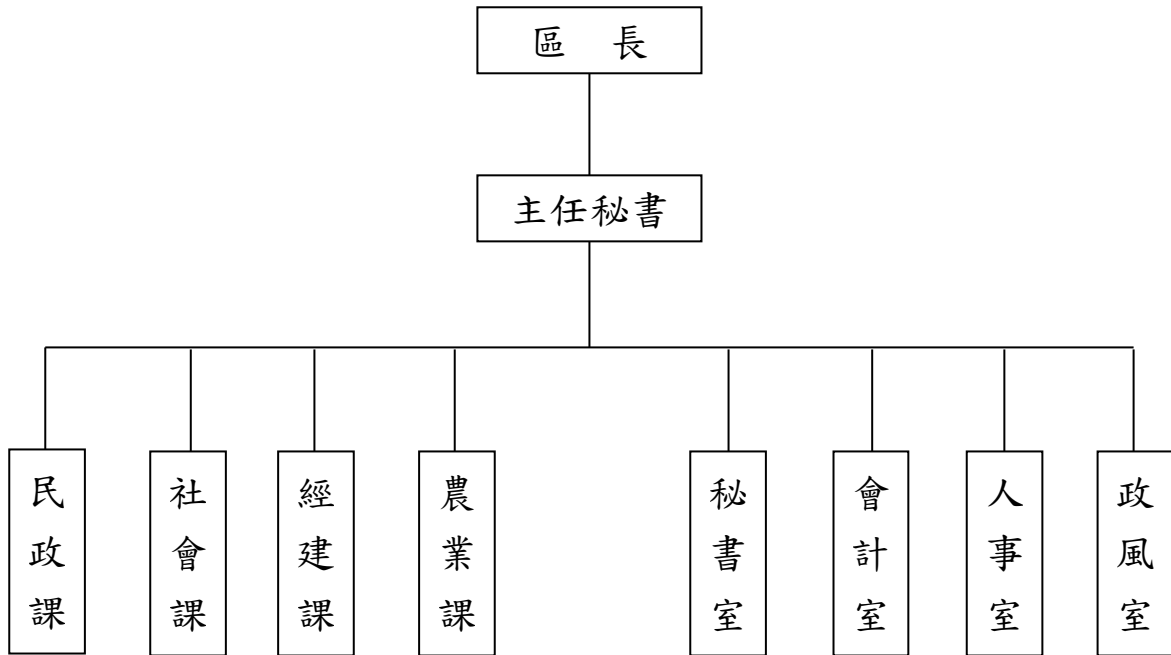 區 長
主任秘書
民政課
社會課
經建課
農業課
秘書室
會計室
人事室
政風室